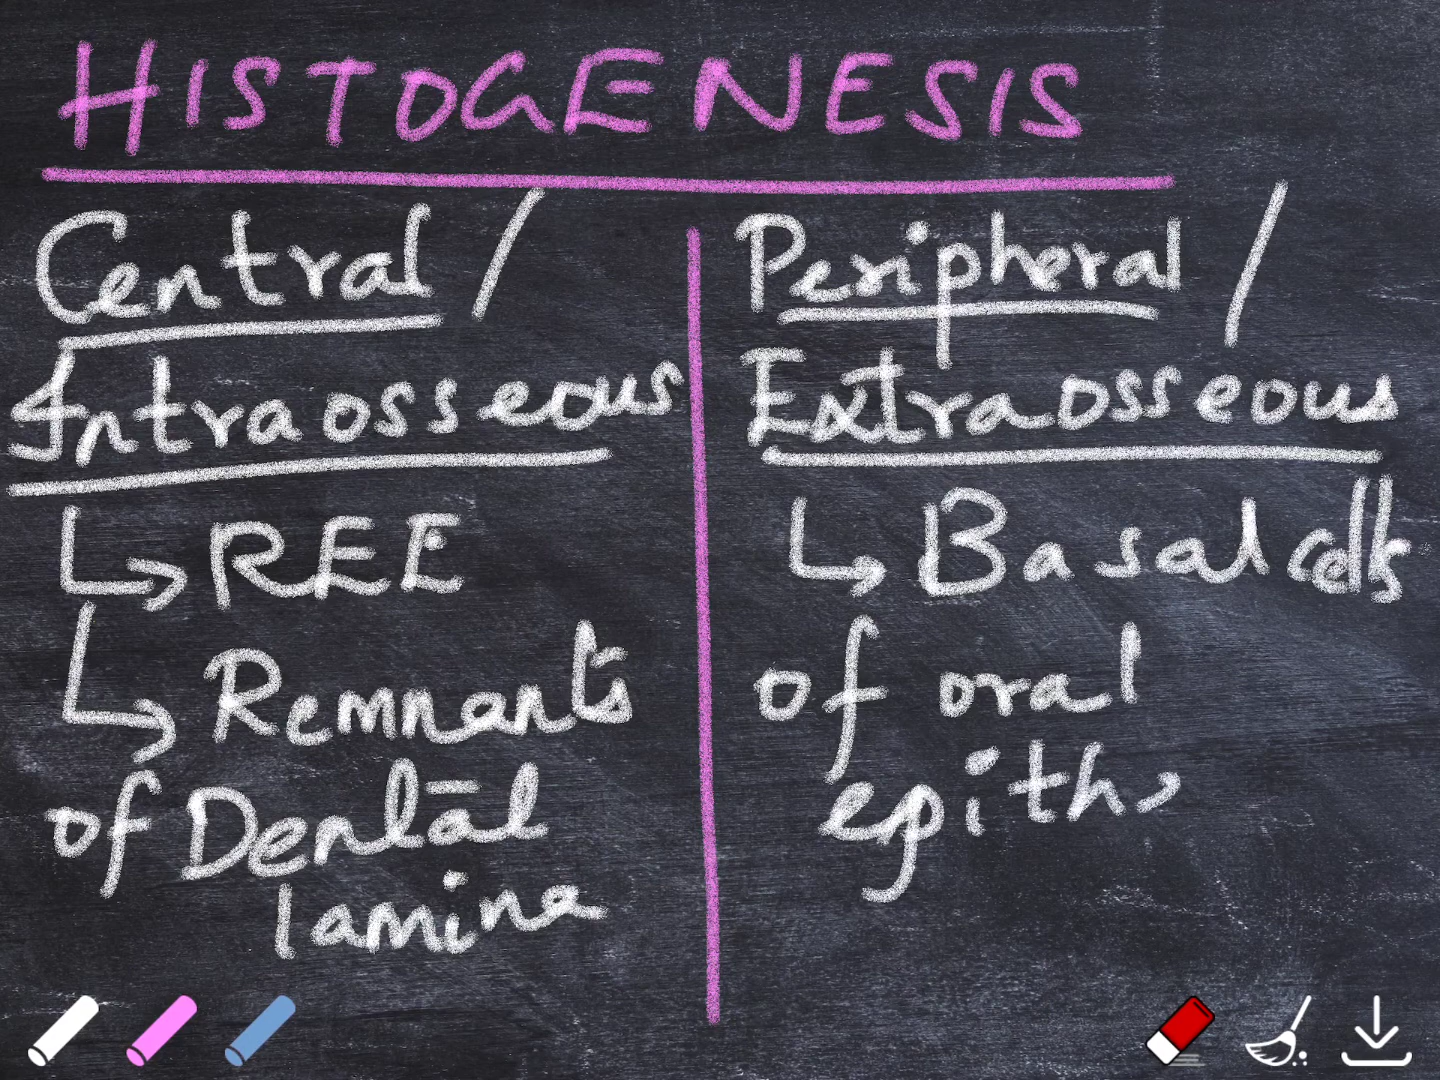 HISTOGENESIS
Central /
Intraosseous
↳ REE
↳ Remnants
of Dental
lamina
Peripheral /
Extraosseous
↳ Basal cells
of oral
epith